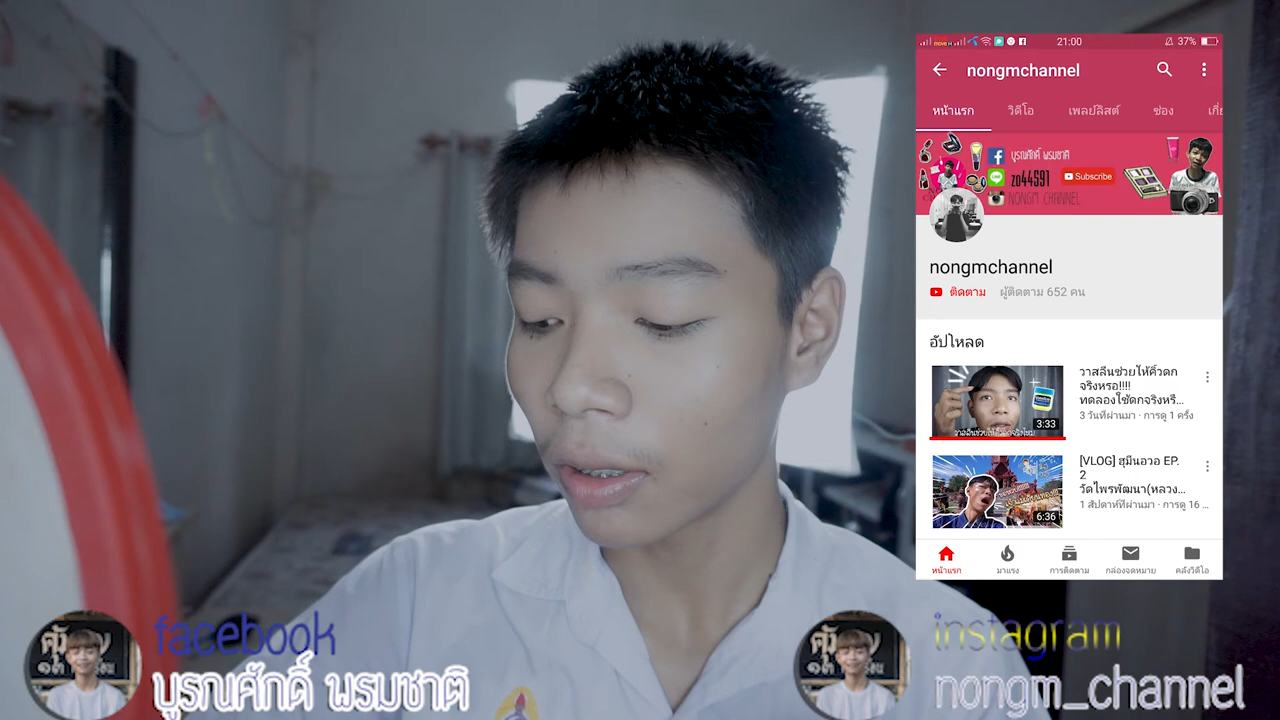 21:00
37%
nongmchannel
หน้าแรก วิดีโอ เพลย์ลิสต์ ช่อง
บูรณศักดิ์ พรมชาติ
zo44591
Subscribe
NONGM CHANNEL
nongmchannel
ติดตาม ผู้ติดตาม 652 คน
อัปโหลด
วาสลีนช่วยให้คิ้วดก
จริงหรอ!!!!
ทดลองใช้ดกจริงหรื...
3 วันที่ผ่านมา · การดู 1 ครั้ง
3:33
[VLOG] ฮุมีนอวอ EP.
2
วัดไพรพัฒนา(หลวง...
1 สัปดาห์ที่ผ่านมา · การดู 16 ...
6:36
หน้าแรก มาแรง การติดตาม กล่องจดหมาย คลังวิดีโอ
facebook
บูรณศักดิ์ พรมชาติ
instagram
nongm_channel